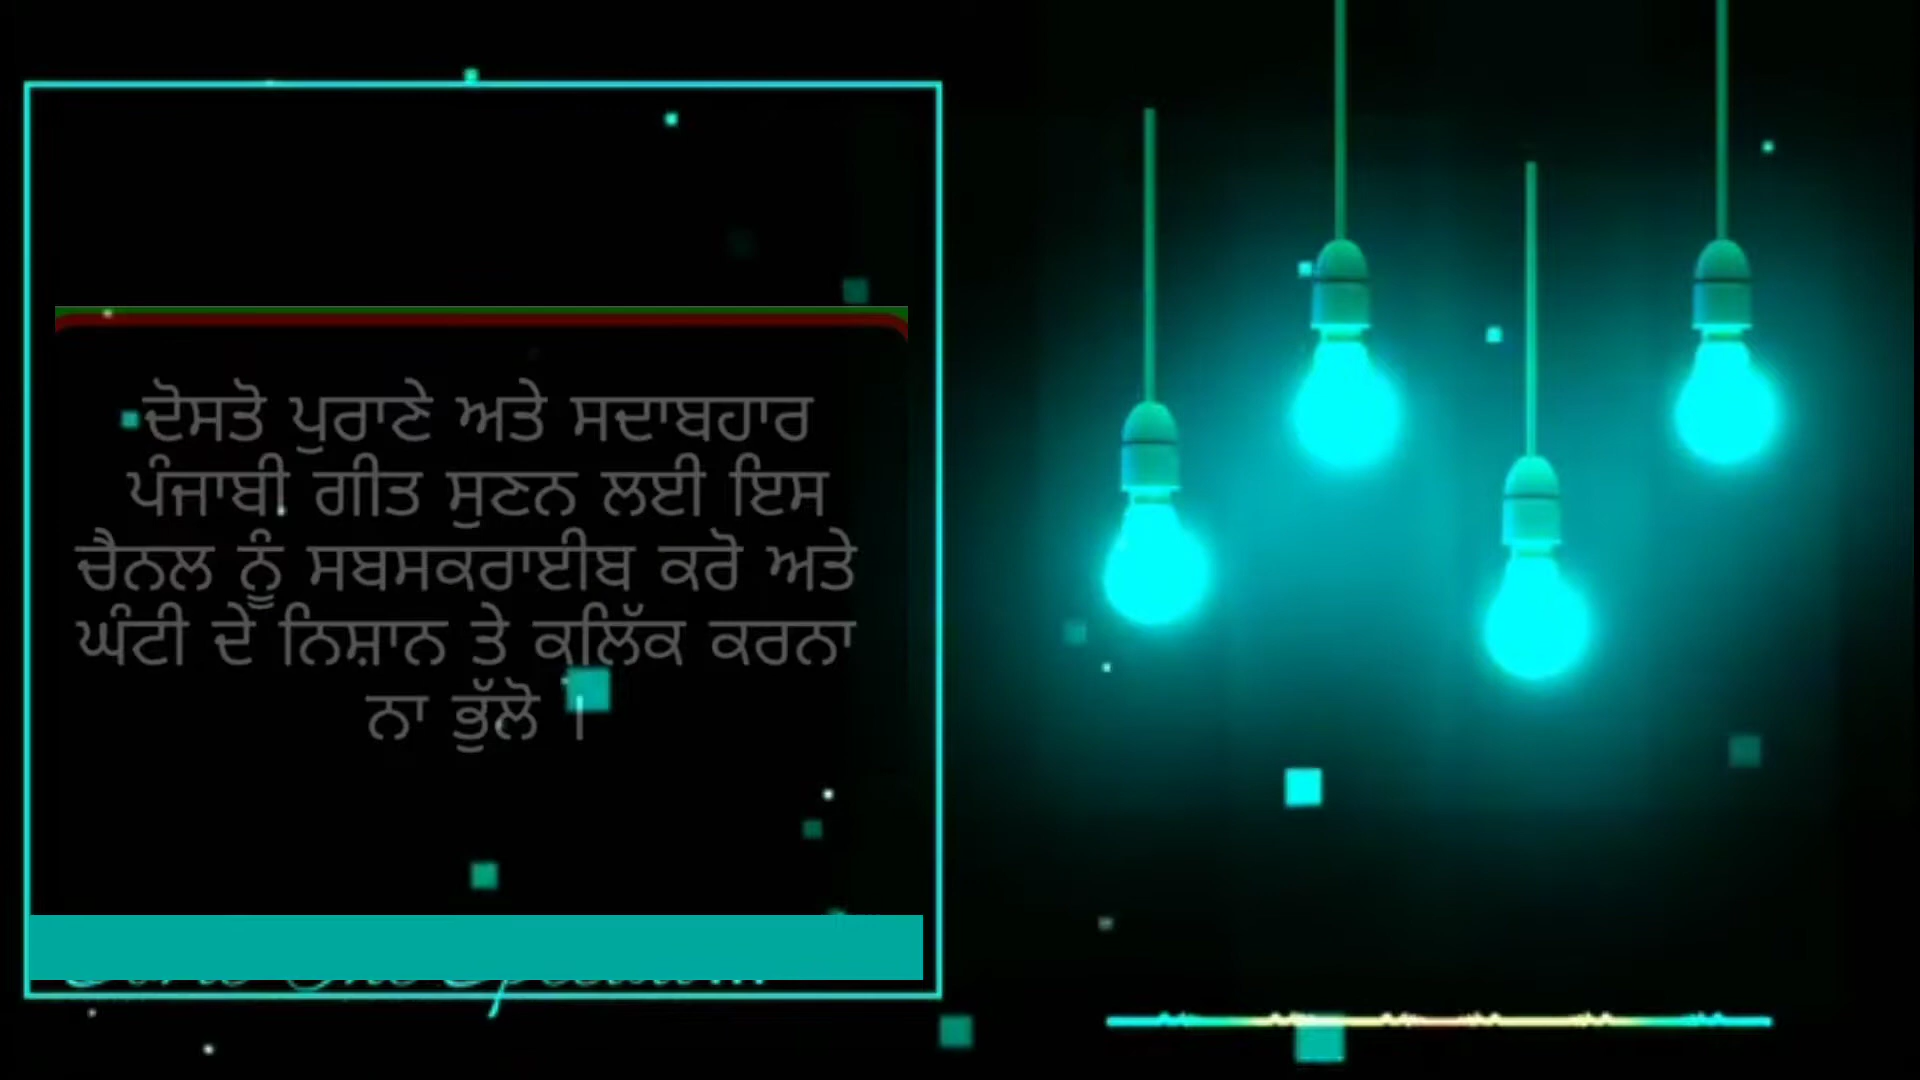 ਦੋਸਤੋ ਪੁਰਾਣੇ ਅਤੇ ਸਦਾਬਹਾਰ
ਪੰਜਾਬੀ ਗੀਤ ਸੁਣਨ ਲਈ ਇਸ
ਚੈਨਲ ਨੂੰ ਸਬਸਕਰਾਈਬ ਕਰੋ ਅਤੇ
ਘੰਟੀ ਦੇ ਨਿਸ਼ਾਨ ਤੇ ਕਲਿੱਕ ਕਰਨਾ
ਨਾ ਭੁੱਲੋ ।